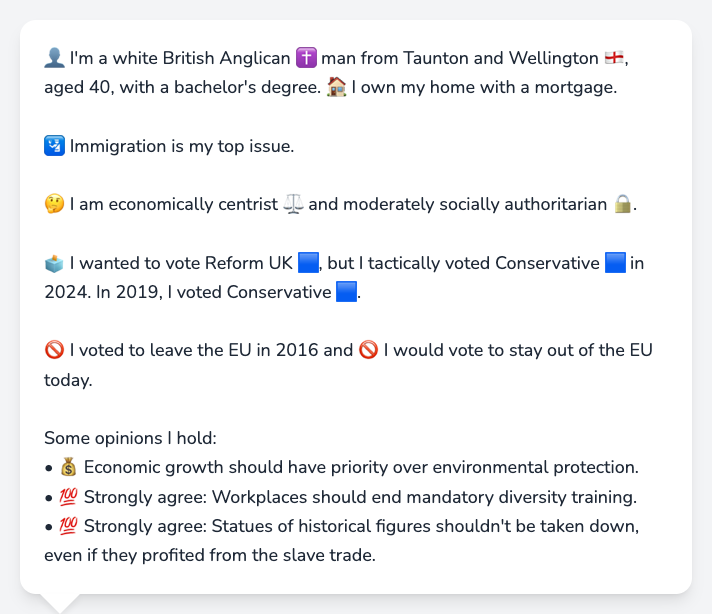 👤 I'm a white British Anglican ✝️ man from Taunton and Wellington 🏴󠁧󠁢󠁥󠁮󠁧󠁿,
aged 40, with a bachelor's degree. 🏠 I own my home with a mortgage.
🛂 Immigration is my top issue.
🤔 I am economically centrist ⚖️ and moderately socially authoritarian 🔒.
🗳️ I wanted to vote Reform UK 🟦, but I tactically voted Conservative 🟦 in
2024. In 2019, I voted Conservative 🟦.
🚫 I voted to leave the EU in 2016 and 🚫 I would vote to stay out of the EU
today.
Some opinions I hold:
• 💰 Economic growth should have priority over environmental protection.
• 💯 Strongly agree: Workplaces should end mandatory diversity training.
• 💯 Strongly agree: Statues of historical figures shouldn't be taken down,
even if they profited from the slave trade.